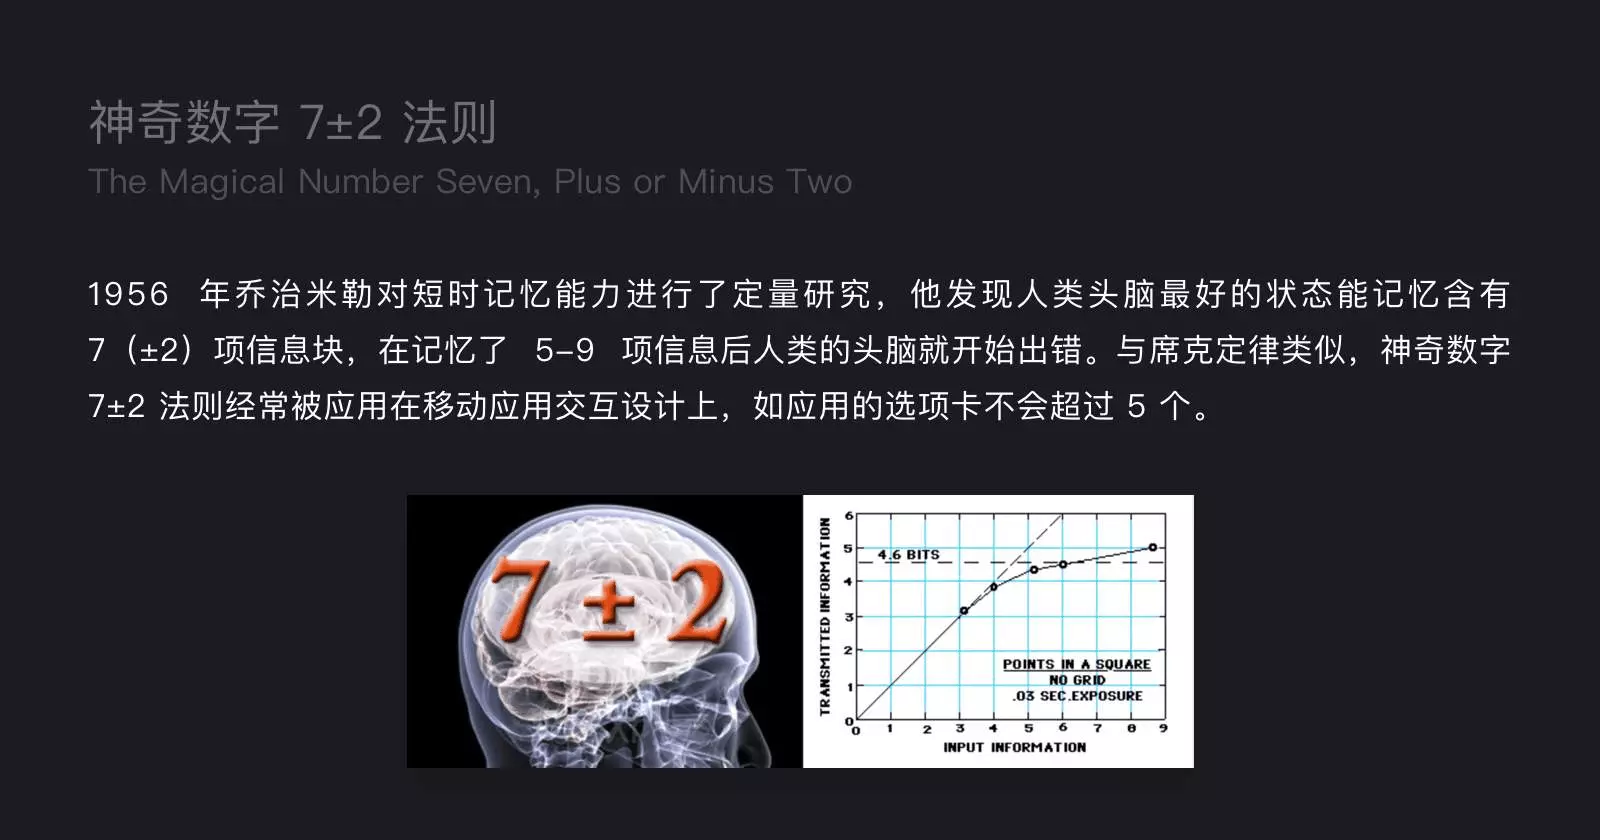 神奇数字 7±2 法则
The Magical Number Seven, Plus or Minus Two
1956 年乔治米勒对短时记忆能力进行了定量研究，他发现人类头脑最好的状态能记忆含有
7（±2）项信息块，在记忆了 5-9 项信息后人类的头脑就开始出错。与席克定律类似，神奇数字
7±2 法则经常被应用在移动应用交互设计上，如应用的选项卡不会超过 5 个。
7 ± 2
TRANSMITTED INFORMATION
6
5
4
3
2
1
0
4.6 BITS
POINTS IN A SQUARE
NO GRID
.03 SEC.EXPOSURE
0 1 2 3 4 5 6 7 8 9
INPUT INFORMATION